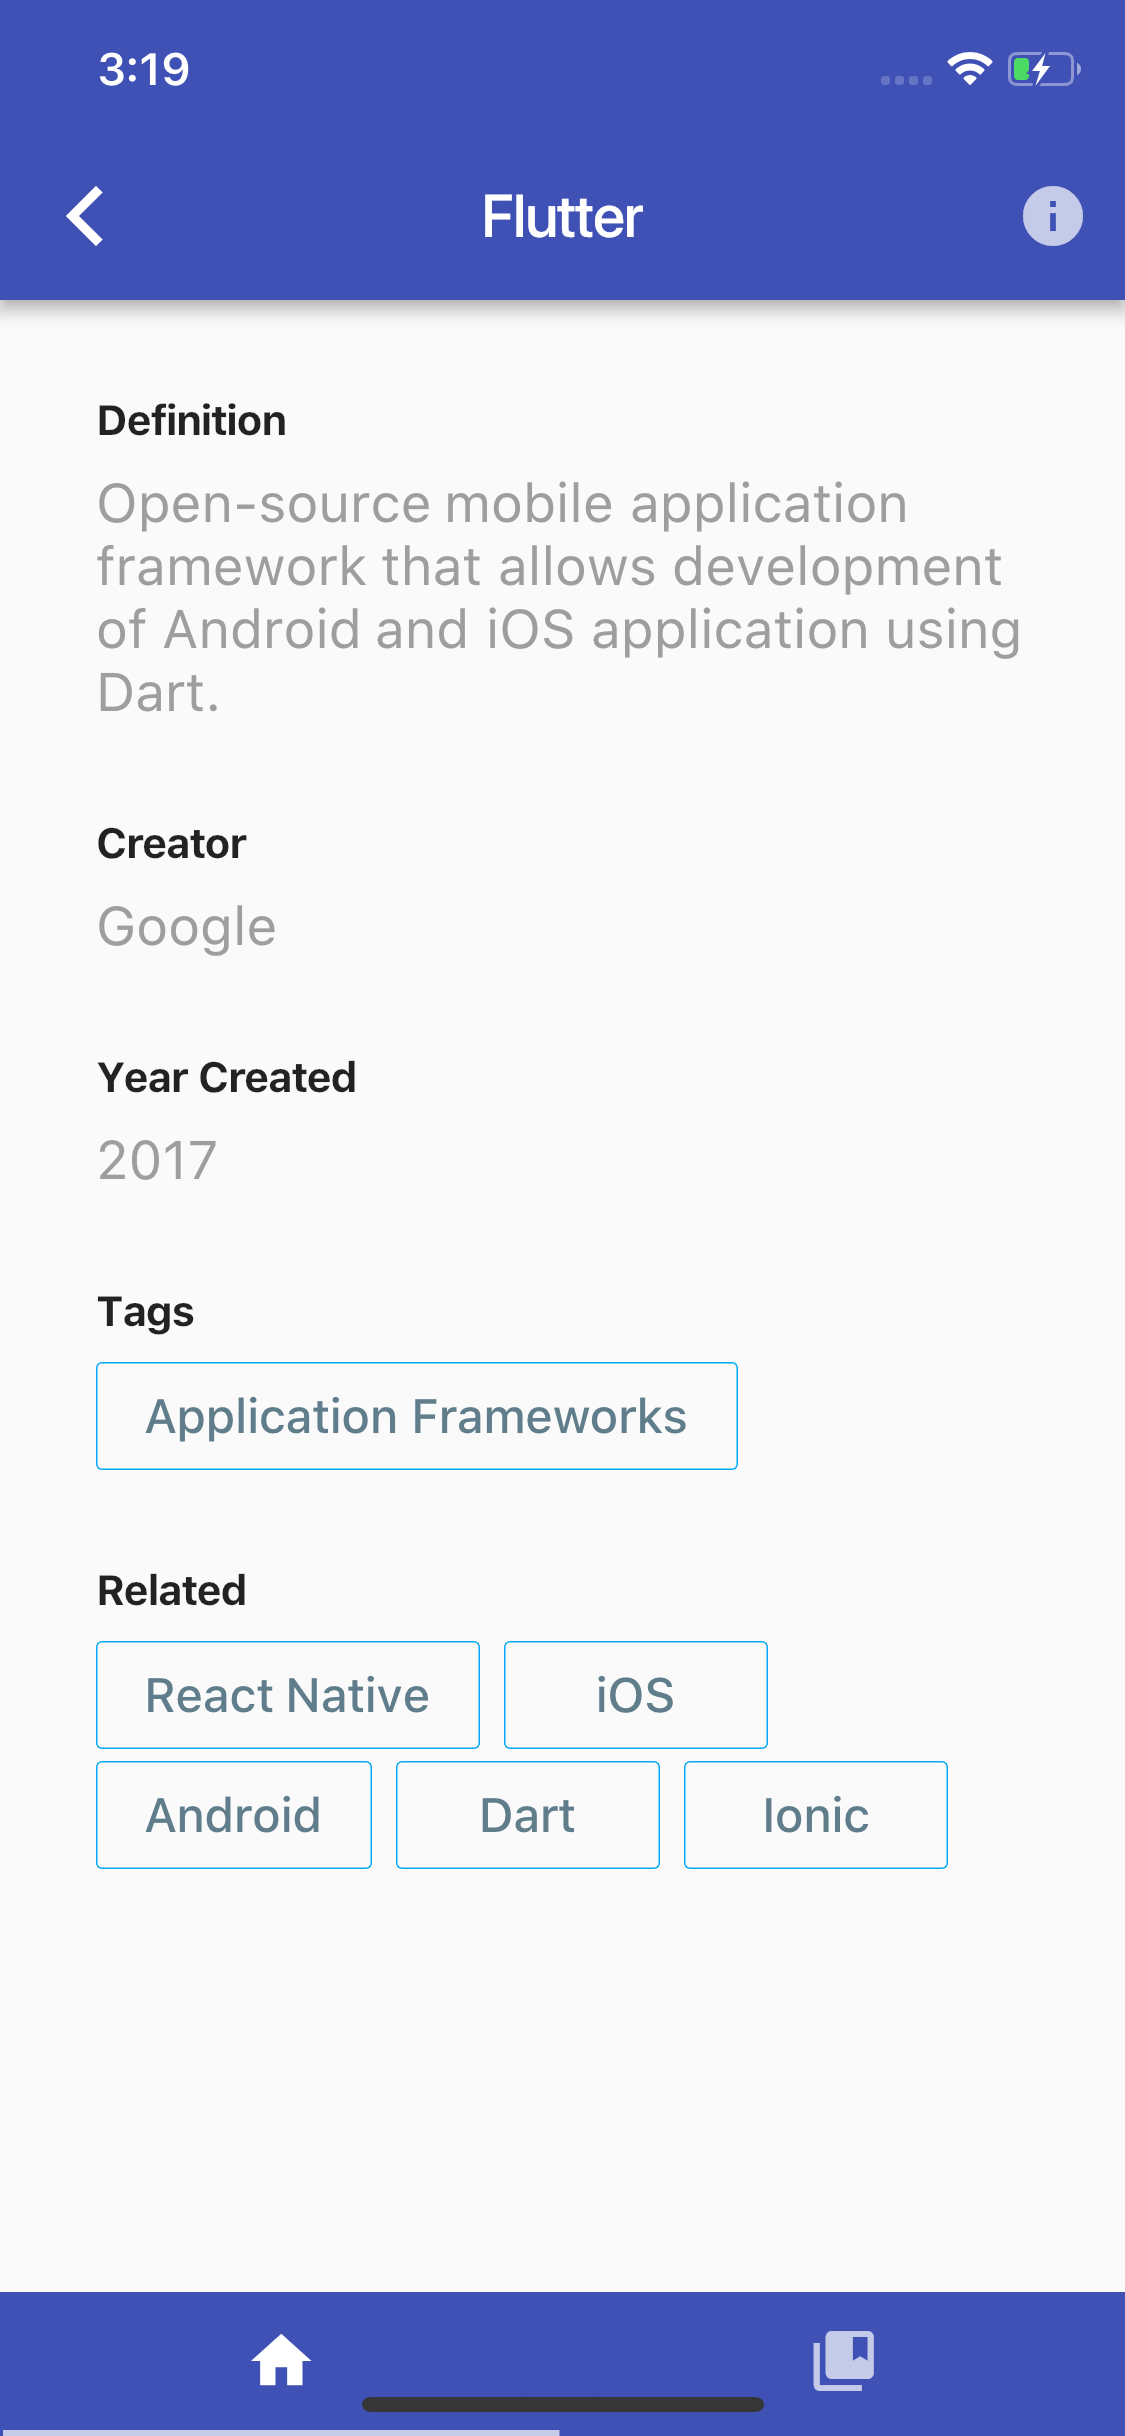 3:19
Flutter
Definition
Open-source mobile application
framework that allows development
of Android and iOS application using
Dart.
Creator
Google
Year Created
2017
Tags
Application Frameworks
Related
React Native iOS
Android Dart Ionic